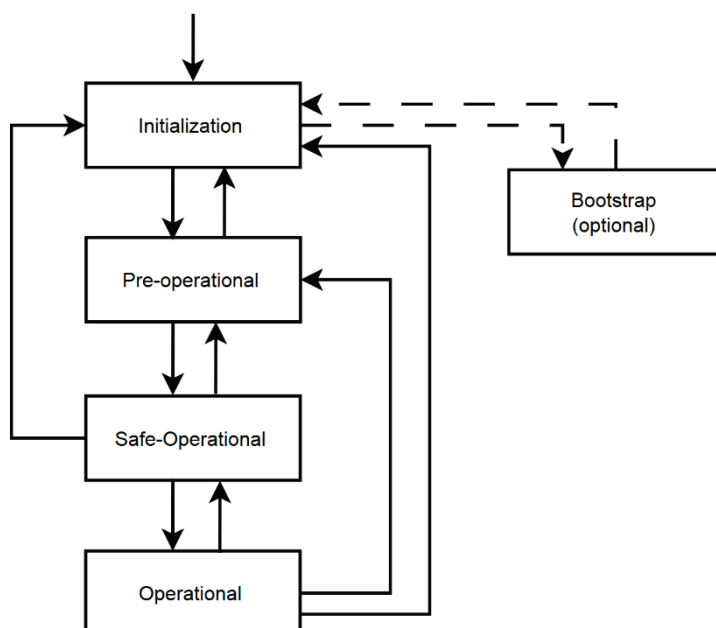 Initialization
Bootstrap
(optional)
Pre-operational
Safe-Operational
Operational